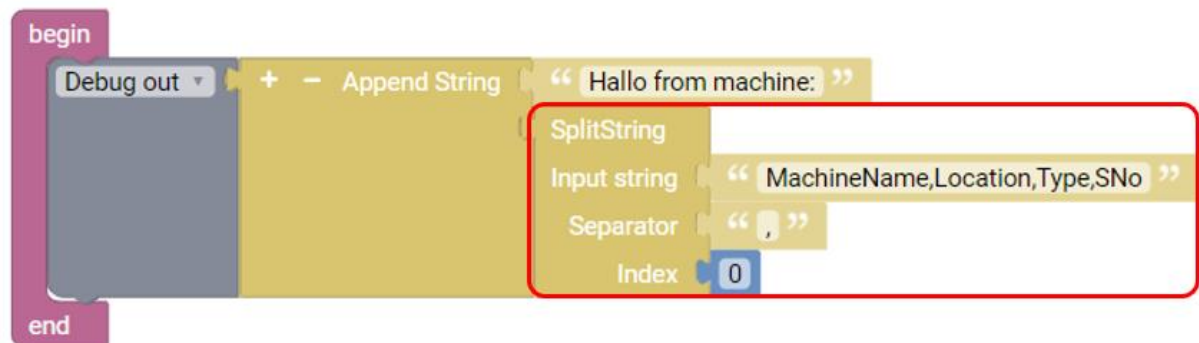 begin
Debug out + − Append String “ Hallo from machine: ”
SplitString
Input string “ MachineName,Location,Type,SNo ”
Separator “ , ”
Index 0
end